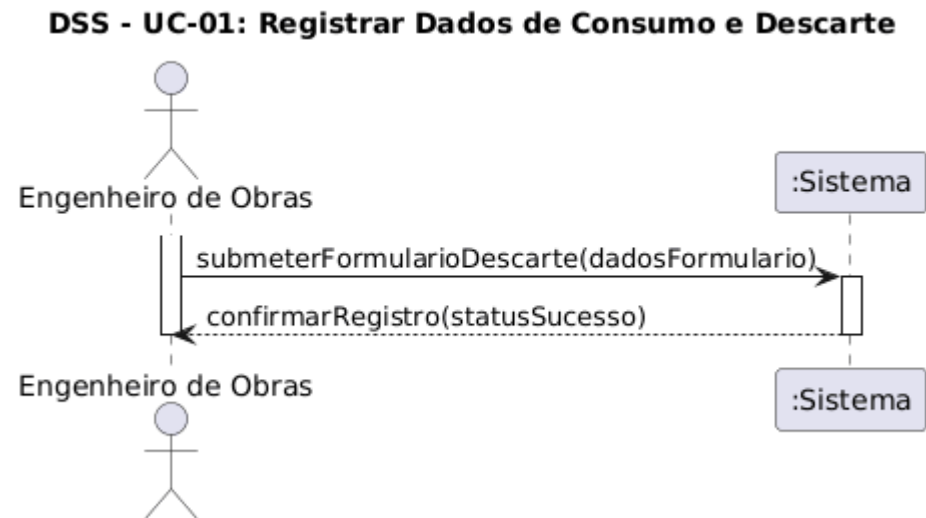 DSS - UC-01: Registrar Dados de Consumo e Descarte
Engenheiro de Obras
:Sistema
submeterFormularioDescarte(dadosFormulario)
confirmarRegistro(statusSucesso)
Engenheiro de Obras
:Sistema